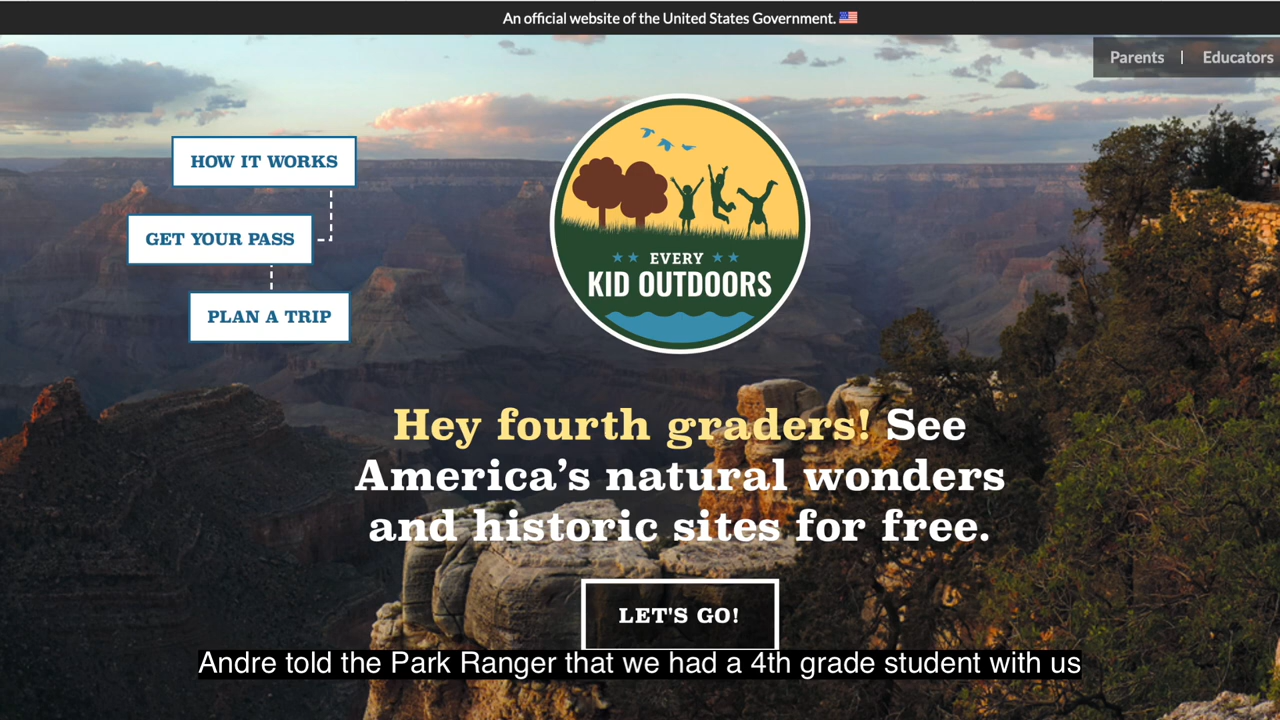 An official website of the United States Government.
Parents | Educators
HOW IT WORKS
GET YOUR PASS
PLAN A TRIP
EVERY
KID OUTDOORS
Hey fourth graders! See
America’s natural wonders
and historic sites for free.
LET'S GO!
Andre told the Park Ranger that we had a 4th grade student with us